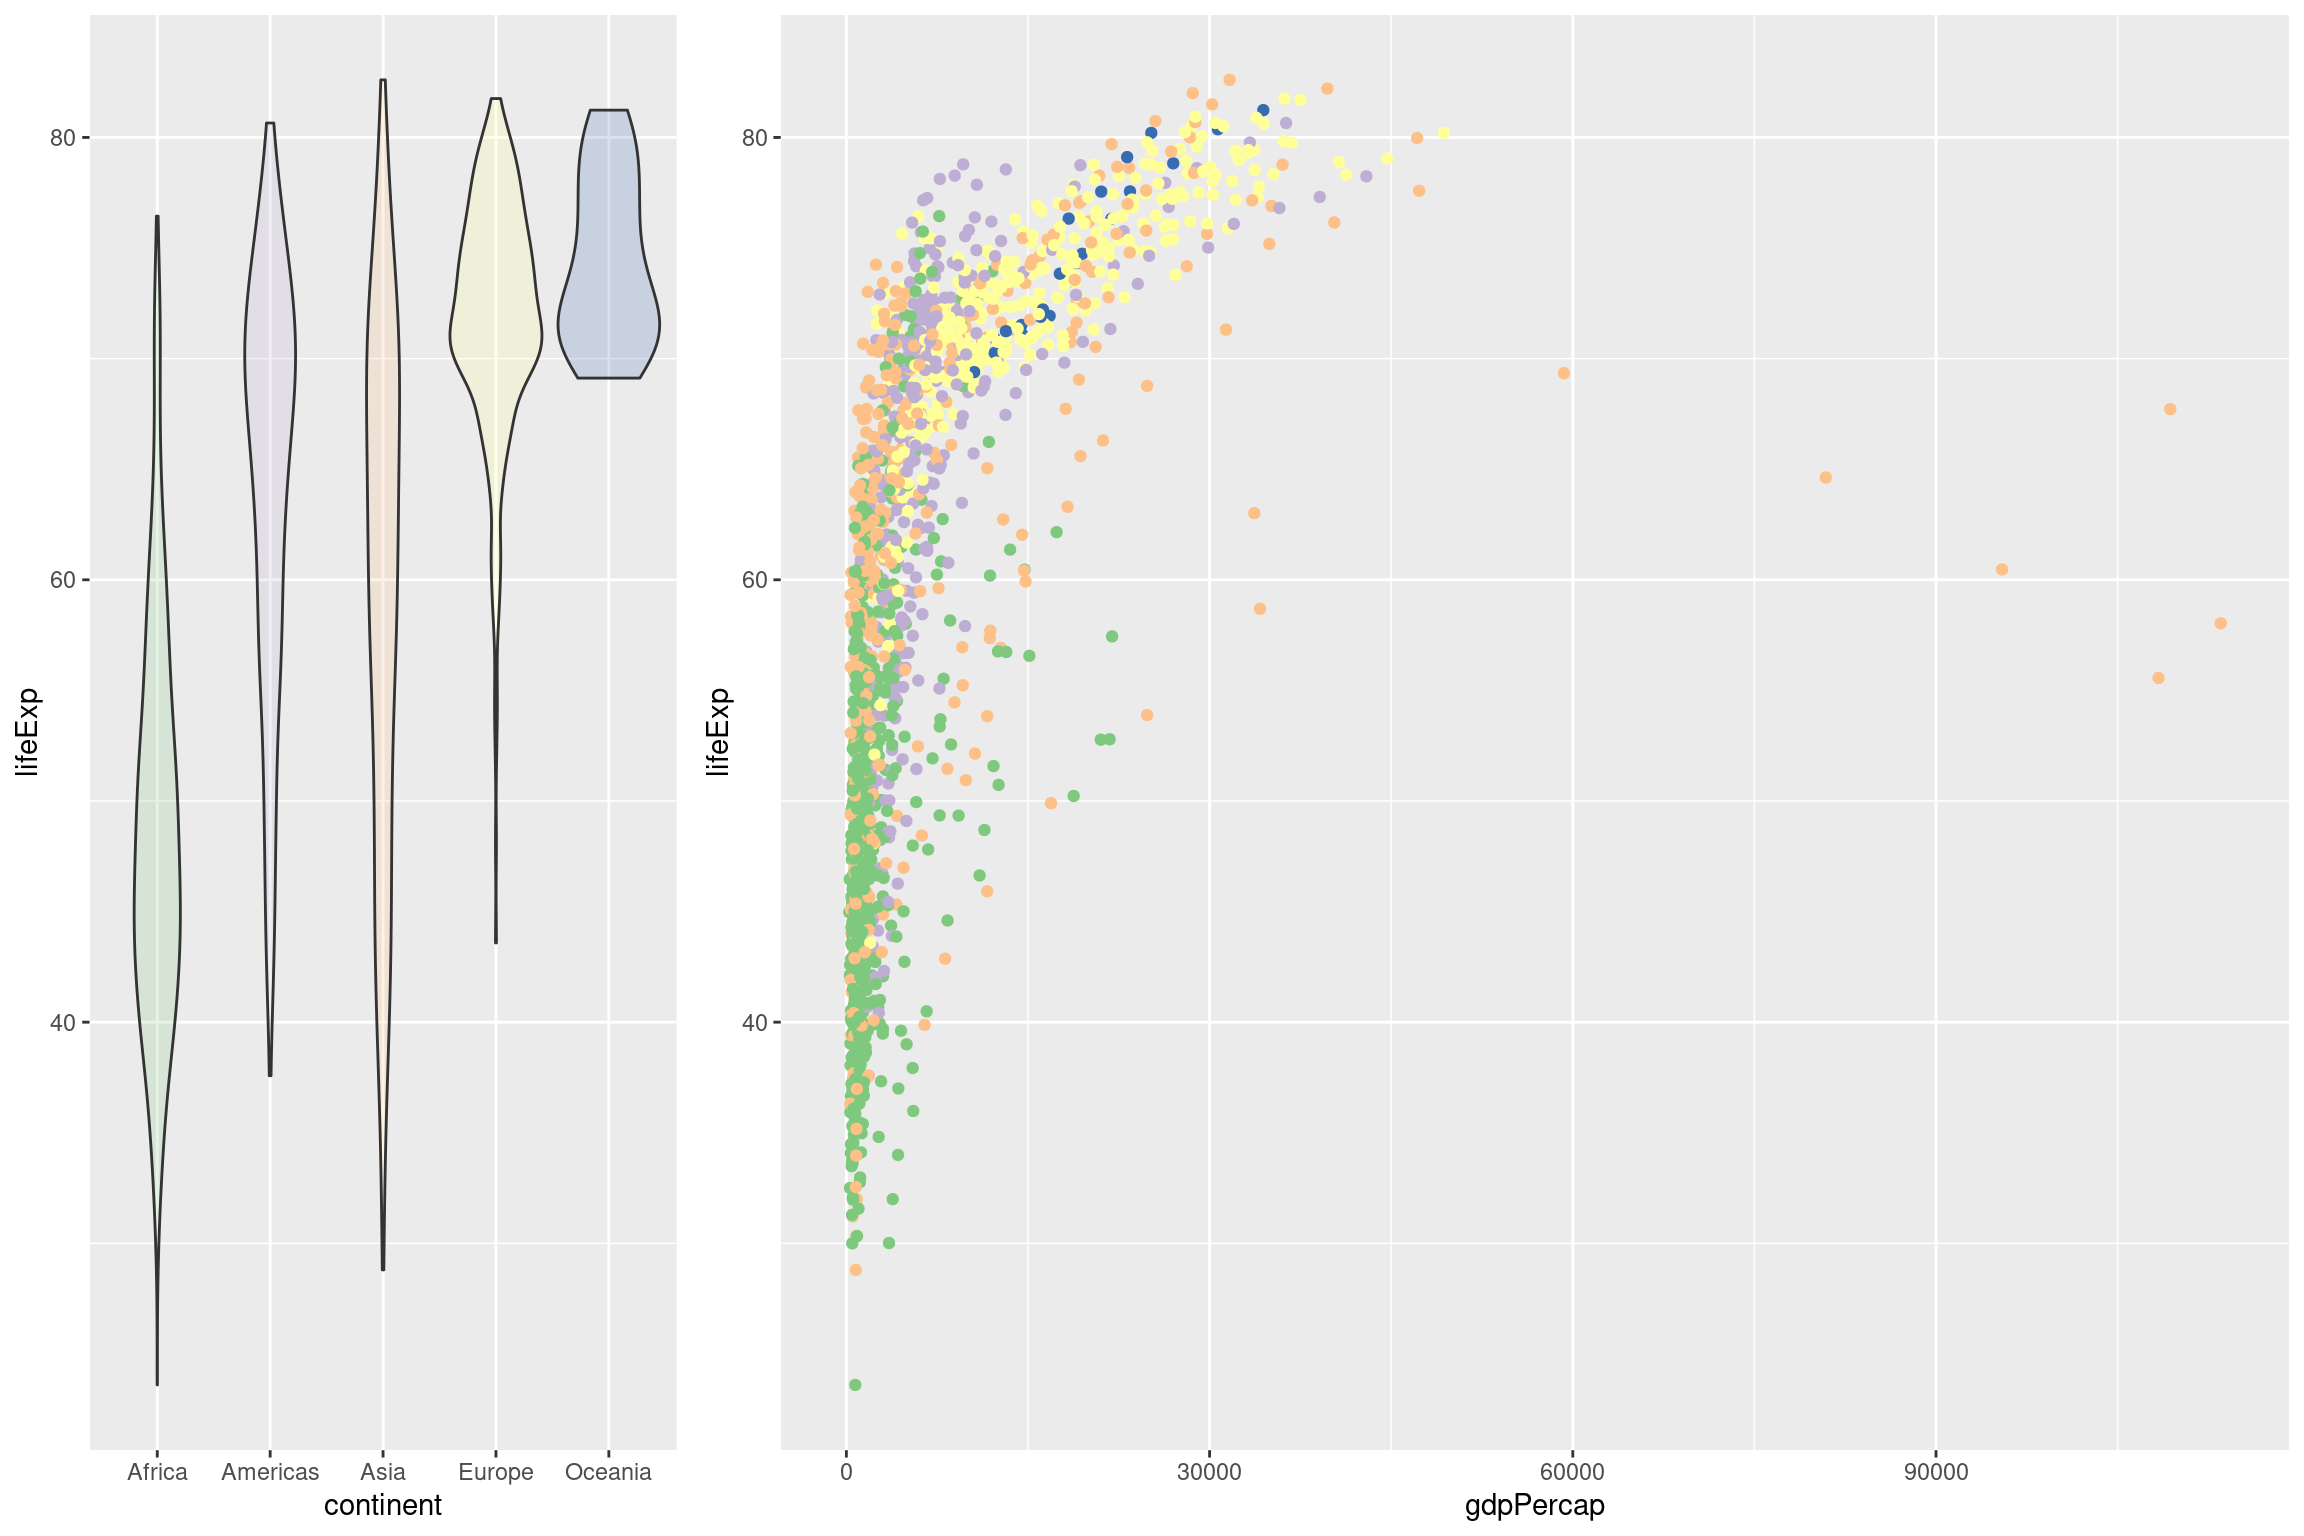 lifeExp
80
60
40
Africa Americas Asia Europe Oceania
continent
lifeExp
80
60
40
0 30000 60000 90000
gdpPercap